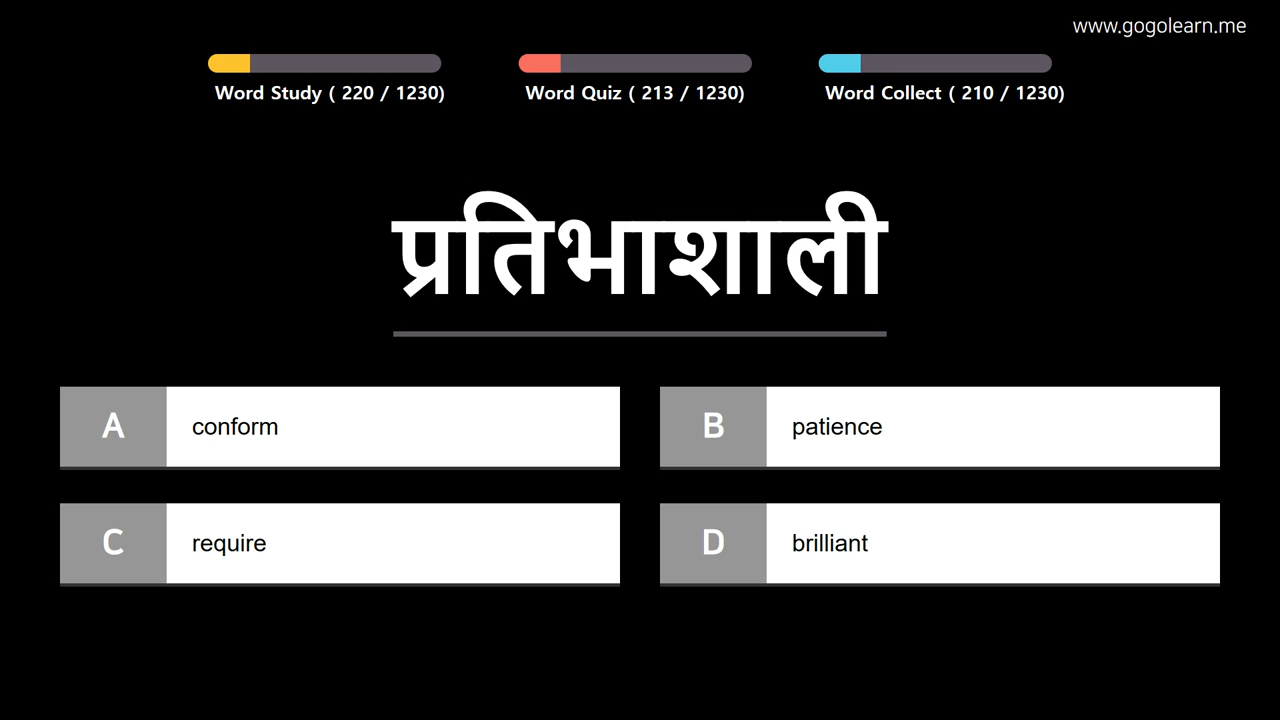 www.gogolearn.me
Word Study ( 220 / 1230)
Word Quiz ( 213 / 1230)
Word Collect ( 210 / 1230)
प्रतिभाशाली
A conform
B patience
C require
D brilliant